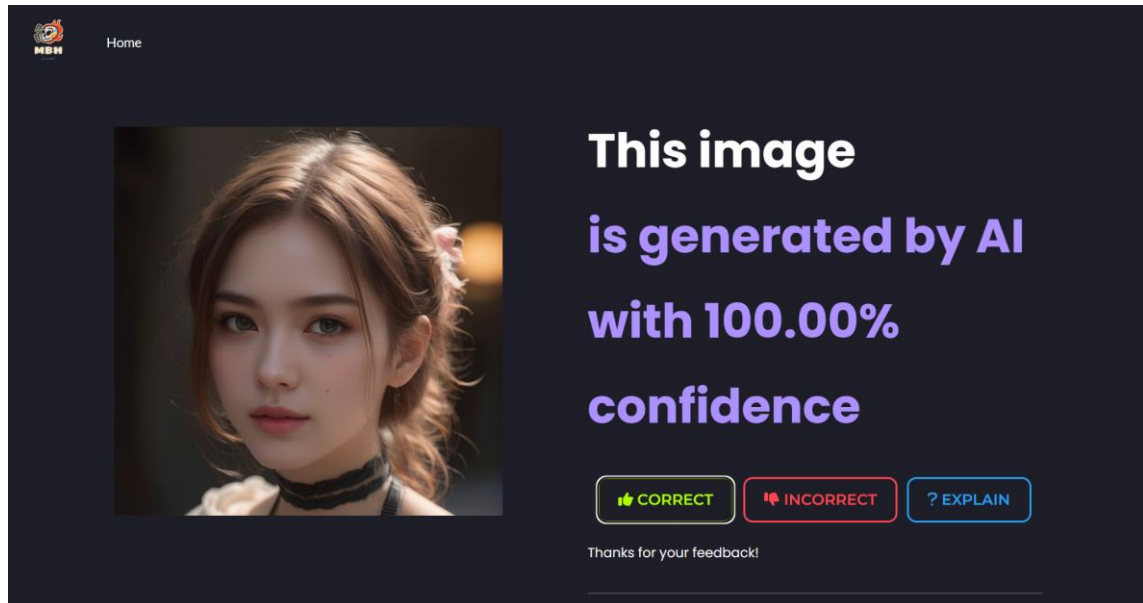 MBH
Home
This image
is generated by AI
with 100.00%
confidence
CORRECT
INCORRECT
? EXPLAIN
Thanks for your feedback!